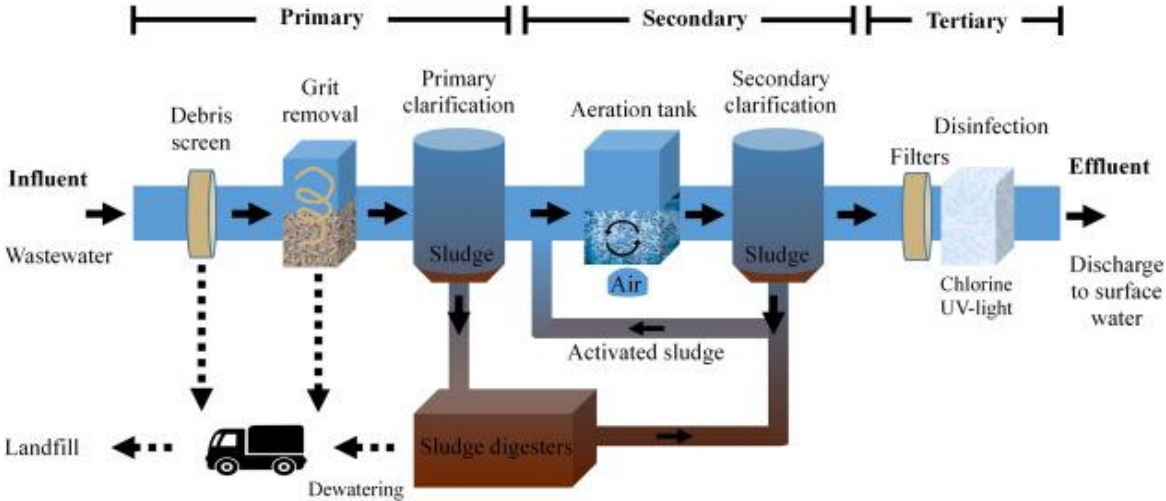 Primary
Secondary
Tertiary
Grit
removal
Primary
clarification
Secondary
clarification
Debris
screen
Aeration tank
Disinfection
Filters
Influent
Effluent
Wastewater
Sludge
Sludge
Air
Chlorine
UV-light
Discharge
to surface
water
Activated sludge
Landfill
Sludge digesters
Dewatering